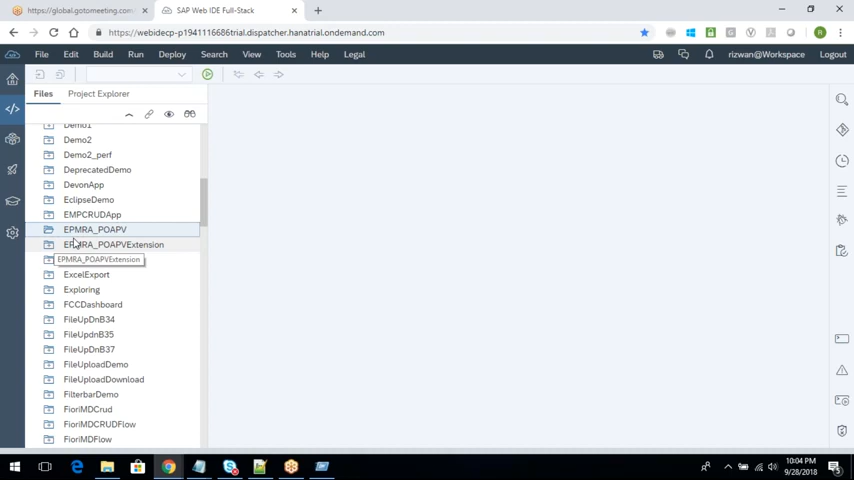 https://global.gotomeeting.com/
SAP Web IDE Full-Stack
https://webidecp-p1941116686trial.dispatcher.hanatrial.ondemand.com
File Edit Build Run Deploy Search View Tools Help Legal
rizwan@Workspace Logout
Files Project Explorer
Demo1
Demo2
Demo2_perf
DeprecatedDemo
DevonApp
EclipseDemo
EMPCRUDApp
EPMRA_POAPV
EPMRA_POAPVExtension
EPMRA_POAPVExtension
ExcelExport
Exploring
FCCDashboard
FileUpDnB34
FileUpdnB35
FileUpDnB37
FileUploadDemo
FileUploadDownload
FilterbarDemo
FioriMDCrud
FioriMDCRUDFlow
FioriMDFlow
10:04 PM
9/28/2018